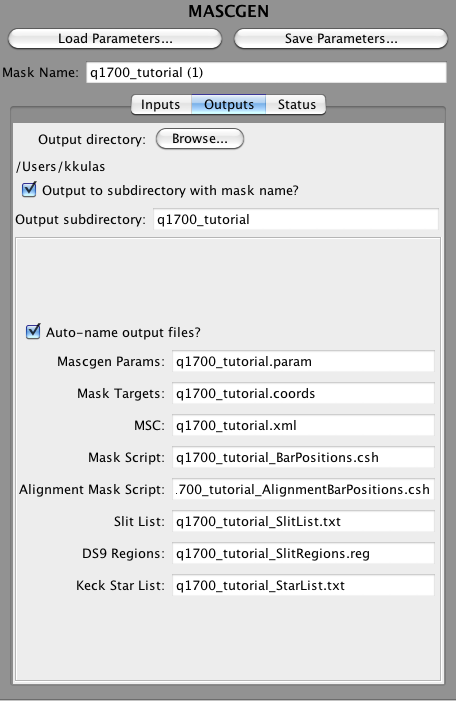 MASCGEN
Load Parameters... Save Parameters...
Mask Name: q1700_tutorial (1)
Inputs Outputs Status
Output directory: Browse...
/Users/kkulas
Output to subdirectory with mask name?
Output subdirectory: q1700_tutorial
Auto-name output files?
Mascgen Params: q1700_tutorial.param
Mask Targets: q1700_tutorial.coords
MSC: q1700_tutorial.xml
Mask Script: q1700_tutorial_BarPositions.csh
Alignment Mask Script: .700_tutorial_AlignmentBarPositions.csh
Slit List: q1700_tutorial_SlitList.txt
DS9 Regions: q1700_tutorial_SlitRegions.reg
Keck Star List: q1700_tutorial_StarList.txt